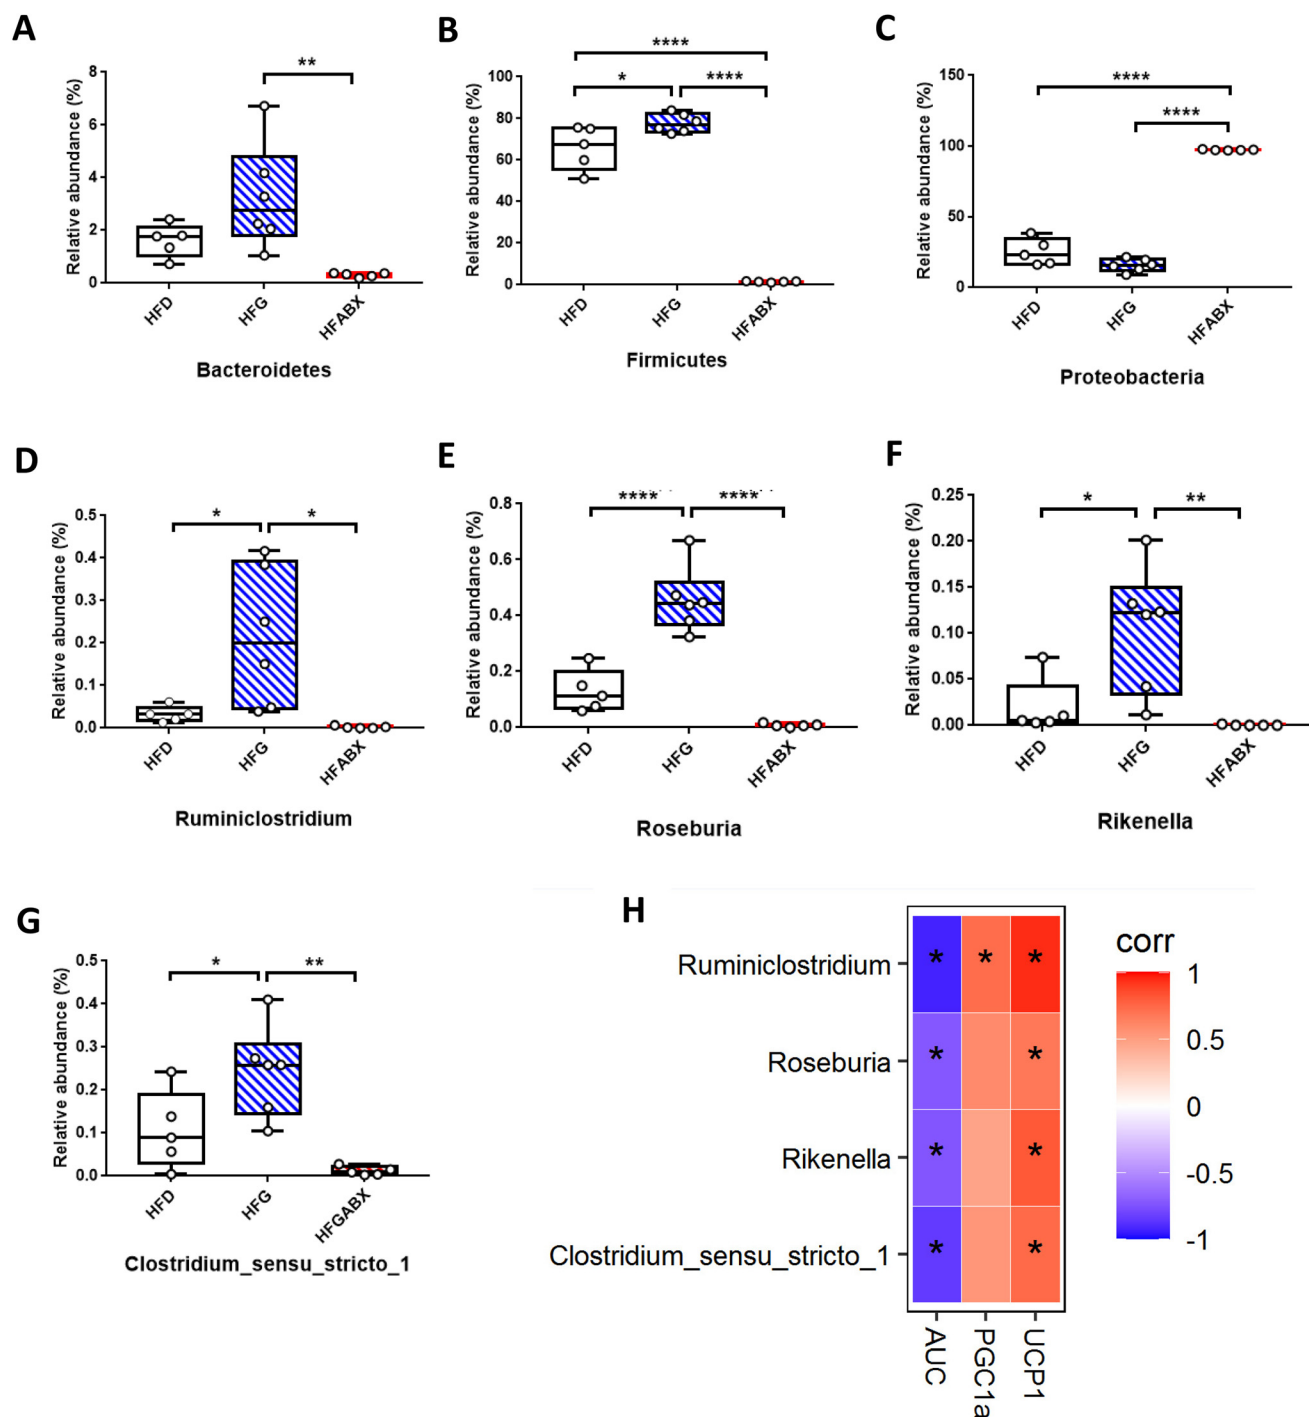 A
Relative abundance (%)
8
6
4
2
0
**
HFD
HFG
HFABX
Bacteroidetes
B
Relative abundance (%)
100
80
60
40
20
0
****
*
****
HFD
HFG
HFABX
Firmicutes
C
Relative abundance (%)
150
100
50
0
****
****
HFD
HFG
HFABX
Proteobacteria
D
Relative abundance (%)
0.5
0.4
0.3
0.2
0.1
0.0
*
*
HFD
HFG
HFABX
Ruminiclostridium
E
Relative abundance (%)
0.8
0.6
0.4
0.2
0.0
****
****
HFD
HFG
HFABX
Roseburia
F
Relative abundance (%)
0.25
0.20
0.15
0.10
0.05
0.00
*
**
HFD
HFG
HFABX
Rikenella
G
Relative abundance (%)
0.5
0.4
0.3
0.2
0.1
0.0
*
**
HFD
HFG
HFGABX
Clostridium_sensu_stricto_1
H
Ruminiclostridium
* * *
Roseburia
* *
Rikenella
* *
Clostridium_sensu_stricto_1
* *
AUC
PGC1a
UCP1
corr
1
0.5
0
-0.5
-1